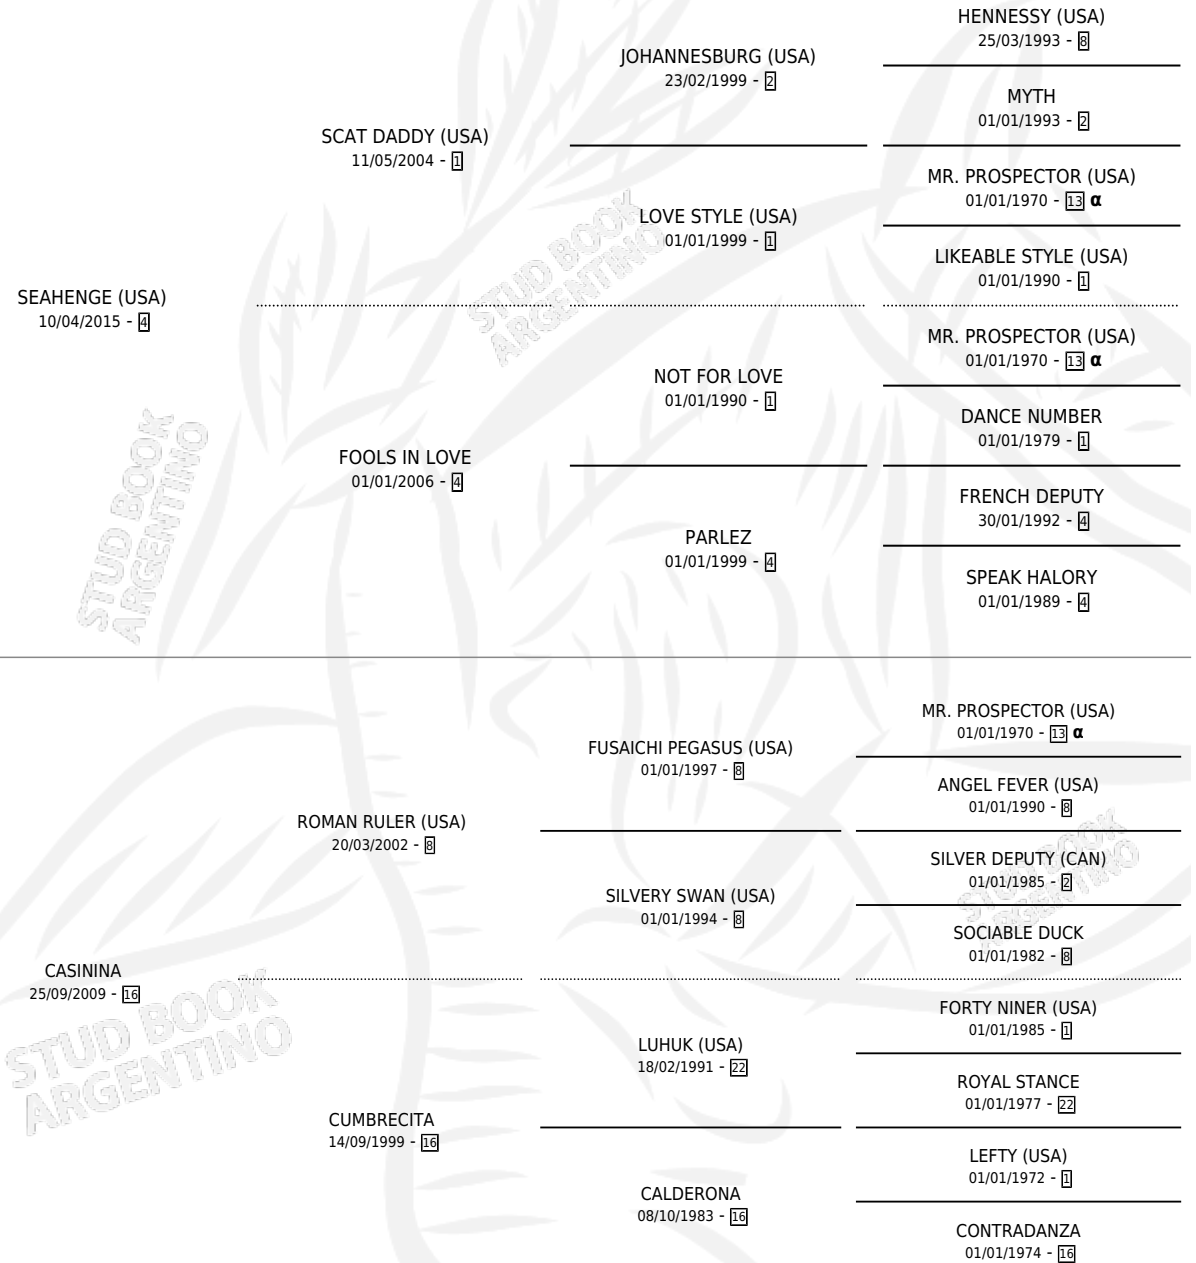 HENNESSY (USA)
25/03/1993 - 8
JOHANNESBURG (USA)
23/02/1999 - 2
MYTH
01/01/1993 - 2
SCAT DADDY (USA)
11/05/2004 - 1
MR. PROSPECTOR (USA)
01/01/1970 - 13 α
LOVE STYLE (USA)
01/01/1999 - 1
LIKEABLE STYLE (USA)
01/01/1990 - 1
SEAHENGE (USA)
10/04/2015 - 4
MR. PROSPECTOR (USA)
01/01/1970 - 13 α
NOT FOR LOVE
01/01/1990 - 1
DANCE NUMBER
01/01/1979 - 1
FOOLS IN LOVE
01/01/2006 - 4
FRENCH DEPUTY
30/01/1992 - 4
PARLEZ
01/01/1999 - 4
SPEAK HALORY
01/01/1989 - 4
STUD BOOK
ARGENTINO
STUD BOOK
ARGENTINO
MR. PROSPECTOR (USA)
01/01/1970 - 13 α
FUSAICHI PEGASUS (USA)
01/01/1997 - 8
ANGEL FEVER (USA)
01/01/1990 - 8
ROMAN RULER (USA)
20/03/2002 - 8
SILVER DEPUTY (CAN)
01/01/1985 - 2
SILVERY SWAN (USA)
01/01/1994 - 8
SOCIABLE DUCK
01/01/1982 - 8
CASININA
25/09/2009 - 16
FORTY NINER (USA)
01/01/1985 - 1
LUHUK (USA)
18/02/1991 - 22
ROYAL STANCE
01/01/1977 - 22
CUMBRECITA
14/09/1999 - 16
LEFTY (USA)
01/01/1972 - 1
CALDERONA
08/10/1983 - 16
CONTRADANZA
01/01/1974 - 16
STUD BOOK
ARGENTINO
STUD BOOK
ARGENTINO